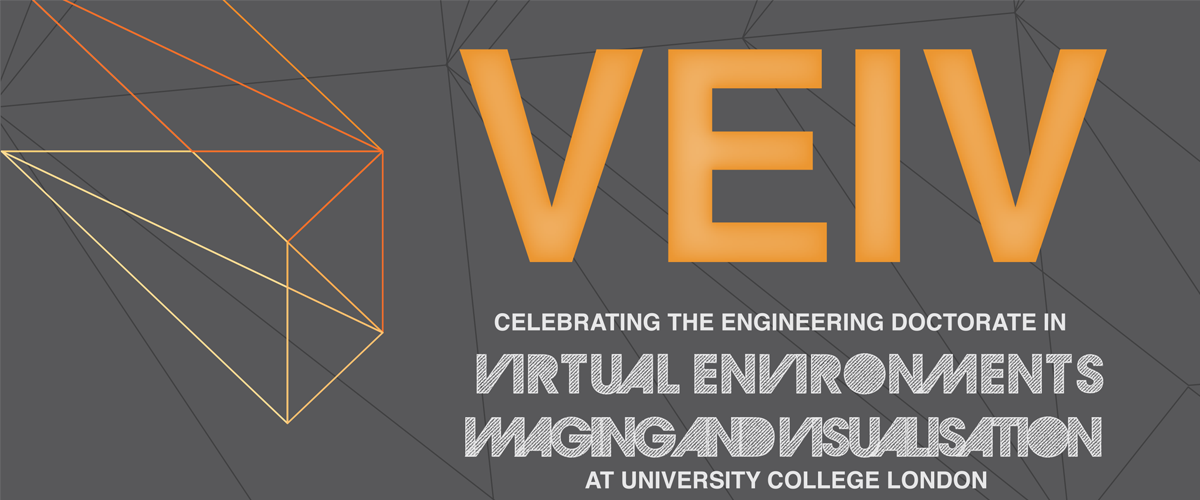 VEIV
CELEBRATING THE ENGINEERING DOCTORATE IN
VIRTUAL ENVIRONMENTS
IMAGING AND VISUALISATION
AT UNIVERSITY COLLEGE LONDON